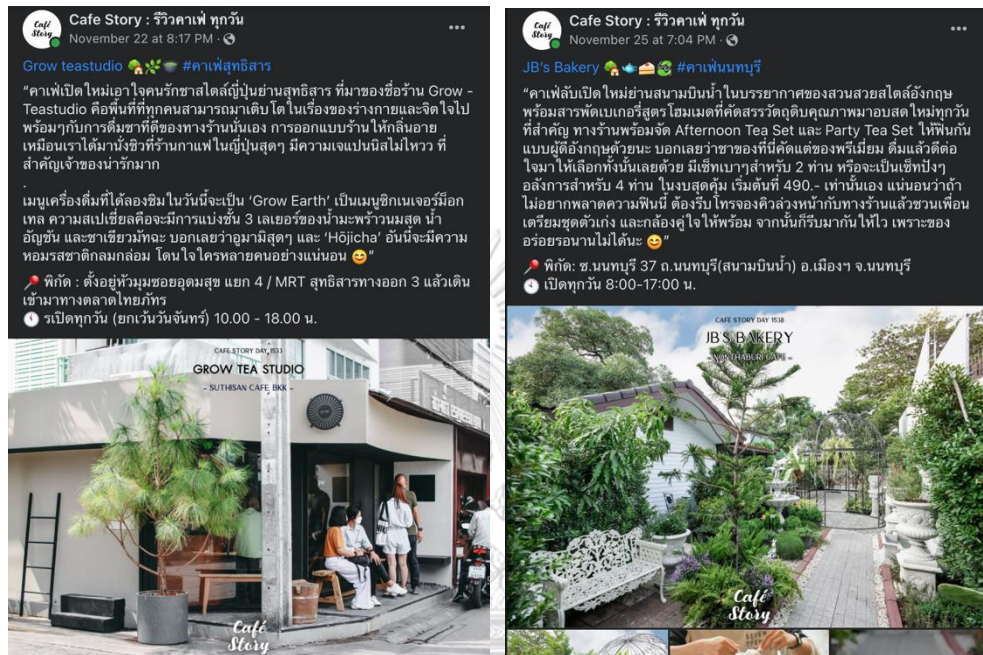 Café
Story
Cafe Story : รีวิวคาเฟ่ ทุกวัน
November 22 at 8:17 PM ·
Grow teastudio #คาเฟ่สุทธิสาร
“คาเฟ่เปิดใหม่เอาใจคนรักชาสไตล์ญี่ปุ่นย่านสุทธิสาร ที่มาของชื่อร้าน Grow -
Teastudio คือพื้นที่ที่ทุกคนสามารถมาเติบโตในเรื่องของร่างกายและจิตใจไป
พร้อมๆกับการดื่มชาที่ดีของทางร้านนั่นเอง การออกแบบร้านให้กลิ่นอาย
เหมือนเราได้มานั่งชิวที่ร้านกาแฟในญี่ปุ่นสุดๆ มีความเจแปนนิสไม่ไหวว ที่
สำคัญเจ้าของน่ารักมาก
.
เมนูเครื่องดื่มที่ได้ลองชิมในวันนี้จะเป็น ‘Grow Earth’ เป็นเมนูซิกเนเจอร์ม็อก
เทล ความสเปเชี่ยลคือจะมีการแบ่งชั้น 3 เลเยอร์ของน้ำมะพร้าวนมสด น้ำ
อัญชัน และชาเขียวมัทฉะ บอกเลยว่าอูมามิสุดๆ และ ‘Hōjicha’ อันนี้จะมีความ
หอมรสชาติกลมกล่อม โดนใจใครหลายคนอย่างแน่นอน 😊”
📍 พิกัด : ตั้งอยู่หัวมุมซอยอุดมสุข แยก 4 / MRT สุทธิสารทางออก 3 แล้วเดิน
เข้ามาทางตลาดไทยภัทร
🕙 รเปิดทุกวัน (ยกเว้นวันจันทร์) 10.00 - 18.00 น.
CAFE STORY DAY 1533
GROW TEA STUDIO
- SUTHISAN CAFE, BKK -
Café
Story
Café
Story
Cafe Story : รีวิวคาเฟ่ ทุกวัน
November 25 at 7:04 PM ·
JB's Bakery #คาเฟ่นนทบุรี
“คาเฟ่ลับเปิดใหม่ย่านสนามบินน้ำในบรรยากาศของสวนสวยสไตล์อังกฤษ
พร้อมสารพัดเบเกอรี่สูตรโฮมเมดที่คัดสรรวัตถุดิบคุณภาพมาอบสดใหม่ทุกวัน
ที่สำคัญ ทางร้านพร้อมจัด Afternoon Tea Set และ Party Tea Set ให้ฟินกัน
แบบผู้ดีอังกฤษด้วยนะ บอกเลยว่าชาของที่นี่คัดแต่ของพรีเมี่ยม ดื่มแล้วดีต่อ
ใจมาให้เลือกทั้งนั้นเลยด้วย มีเซ็ทเบาๆสำหรับ 2 ท่าน หรือจะเป็นเซ็ทปังๆ
อลังการสำหรับ 4 ท่าน ในงบสุดคุ้ม เริ่มต้นที่ 490.- เท่านั้นเอง แน่นอนว่าถ้า
ไม่อยากพลาดความฟินนี้ ต้องรีบโทรจองคิวล่วงหน้ากับทางร้านแล้วชวนเพื่อน
เตรียมชุดตัวเก่ง และกล้องคู่ใจให้พร้อม จากนั้นก็รีบมากันให้ไว เพราะของ
อร่อยรอนานไม่ได้นะ 😊”
📍 พิกัด: ซ.นนทบุรี 37 ถ.นนทบุรี(สนามบินน้ำ) อ.เมืองฯ จ.นนทบุรี
🕙 เปิดทุกวัน 8:00-17:00 น.
CAFE STORY DAY 1538
JB'S BAKERY
- NONTHABURI CAFE -
Café
Story